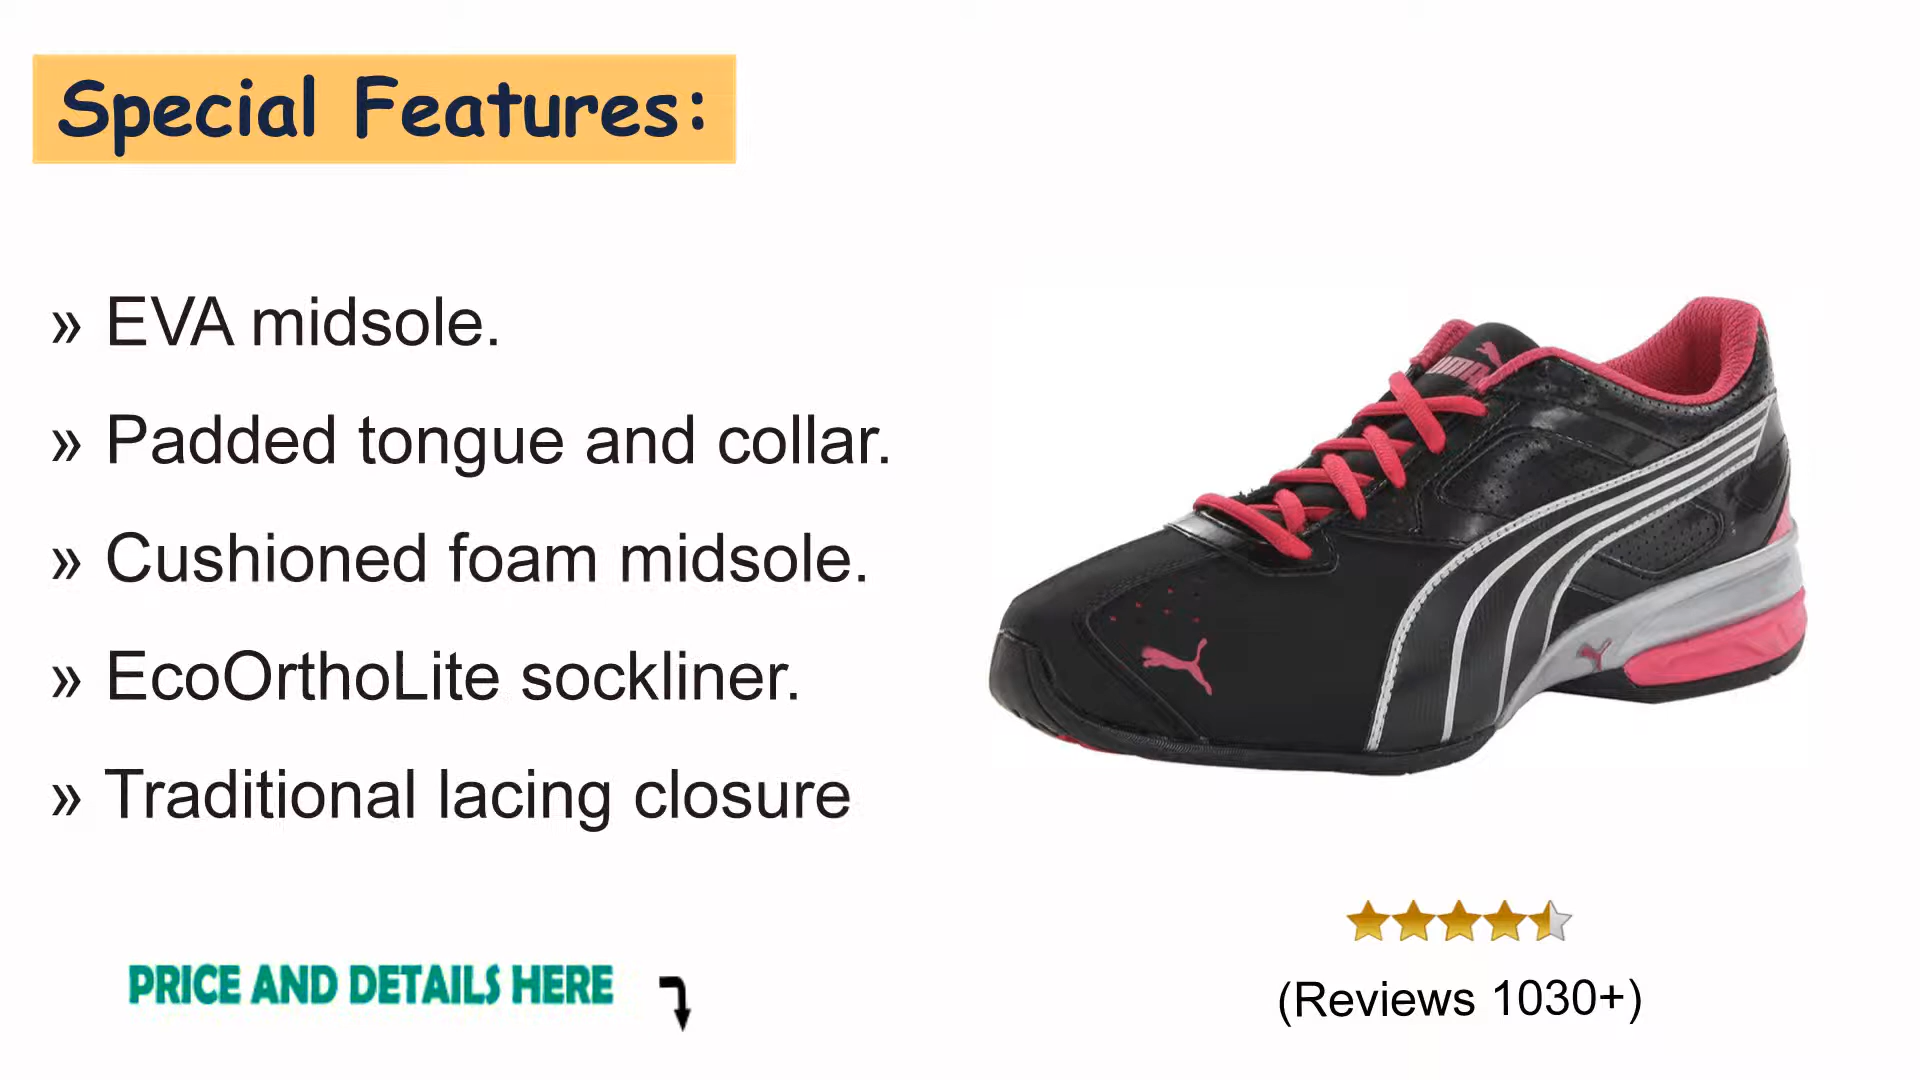 Special Features:
» EVA midsole.
» Padded tongue and collar.
» Cushioned foam midsole.
» EcoOrthoLite sockliner.
» Traditional lacing closure
PRICE AND DETAILS HERE
(Reviews 1030+)